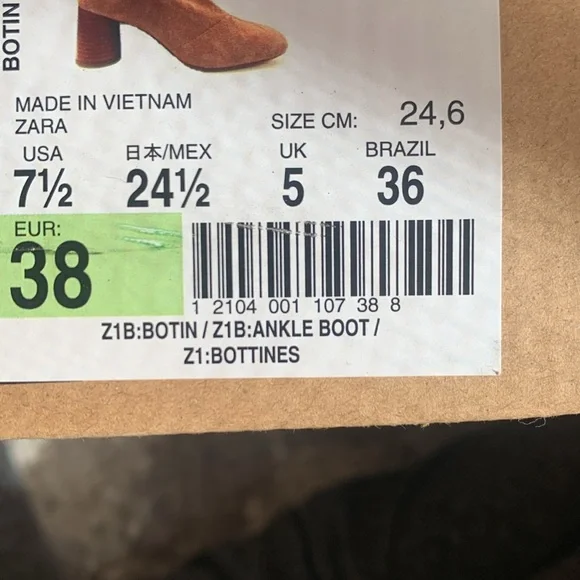 BOTIN
MADE IN VIETNAM
ZARA
SIZE CM: 24,6
USA 日本/MEX UK BRAZIL
7½ 24½ 5 36
EUR:
38
1 2104 001 107 38 8
Z1B:BOTIN / Z1B:ANKLE BOOT /
Z1:BOTTINES